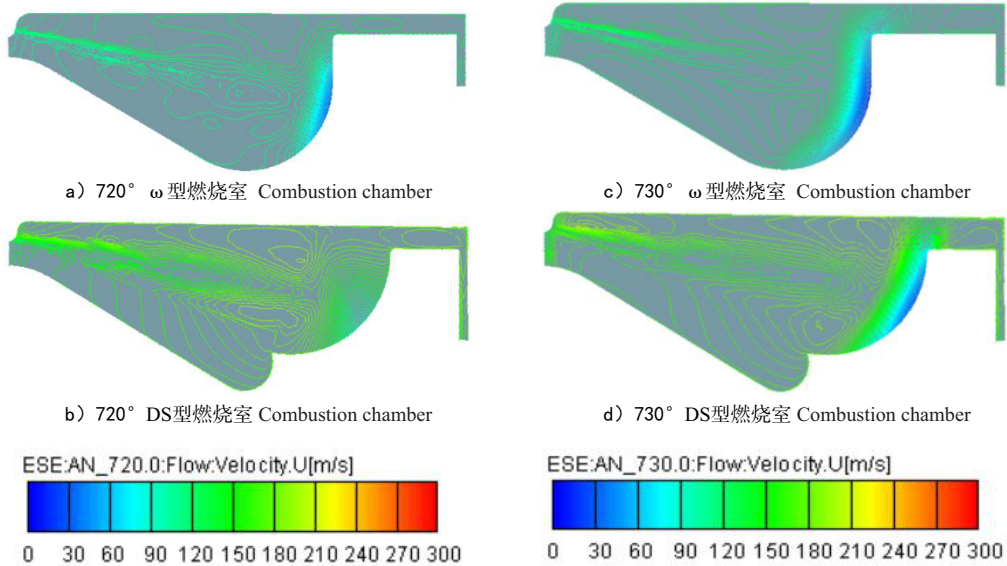 a）720° ω型燃烧室 Combustion chamber
c）730° ω型燃烧室 Combustion chamber
b）720° DS型燃烧室 Combustion chamber
d）730° DS型燃烧室 Combustion chamber
ESE:AN_720.0:Flow:Velocity.U[m/s]
0 30 60 90 120 150 180 210 240 270 300
ESE:AN_730.0:Flow:Velocity.U[m/s]
0 30 60 90 120 150 180 210 240 270 300